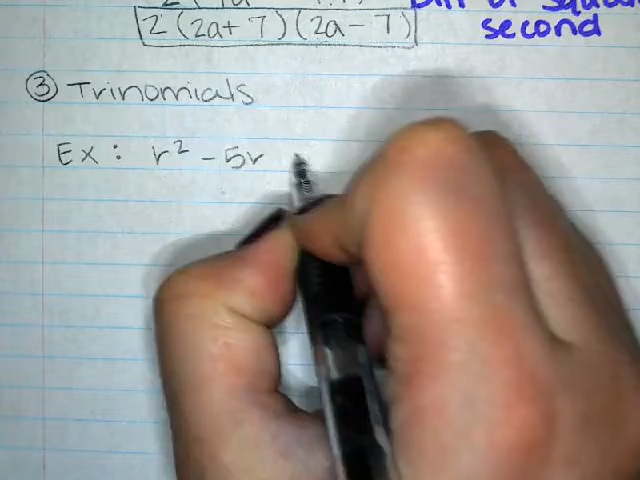 2 (2a+7)(2a-7)
second
③ Trinomials
Ex: r² - 5r